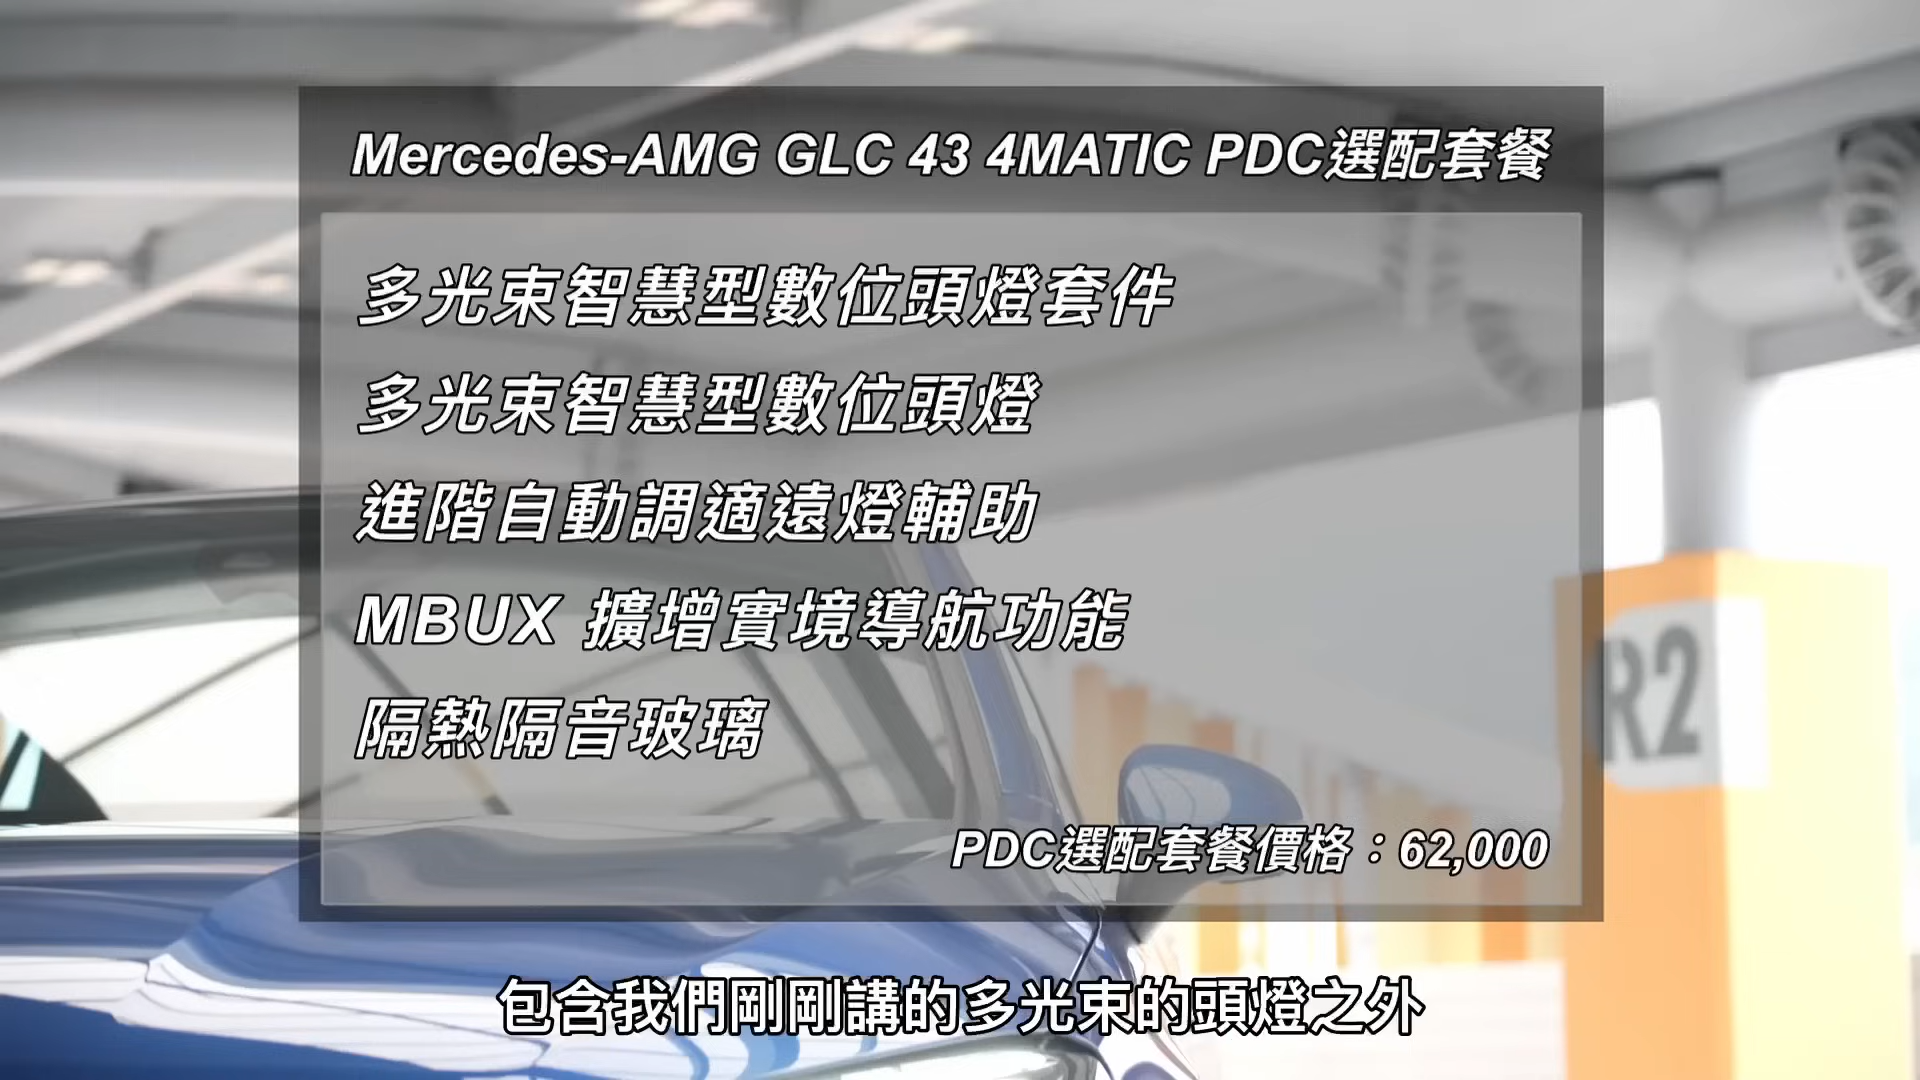 Mercedes-AMG GLC 43 4MATIC PDC選配套餐
多光束智慧型數位頭燈套件
多光束智慧型數位頭燈
進階自動調適遠燈輔助
MBUX 擴增實境導航功能
隔熱隔音玻璃
R2
PDC選配套餐價格：62,000
包含我們剛剛講的多光束的頭燈之外